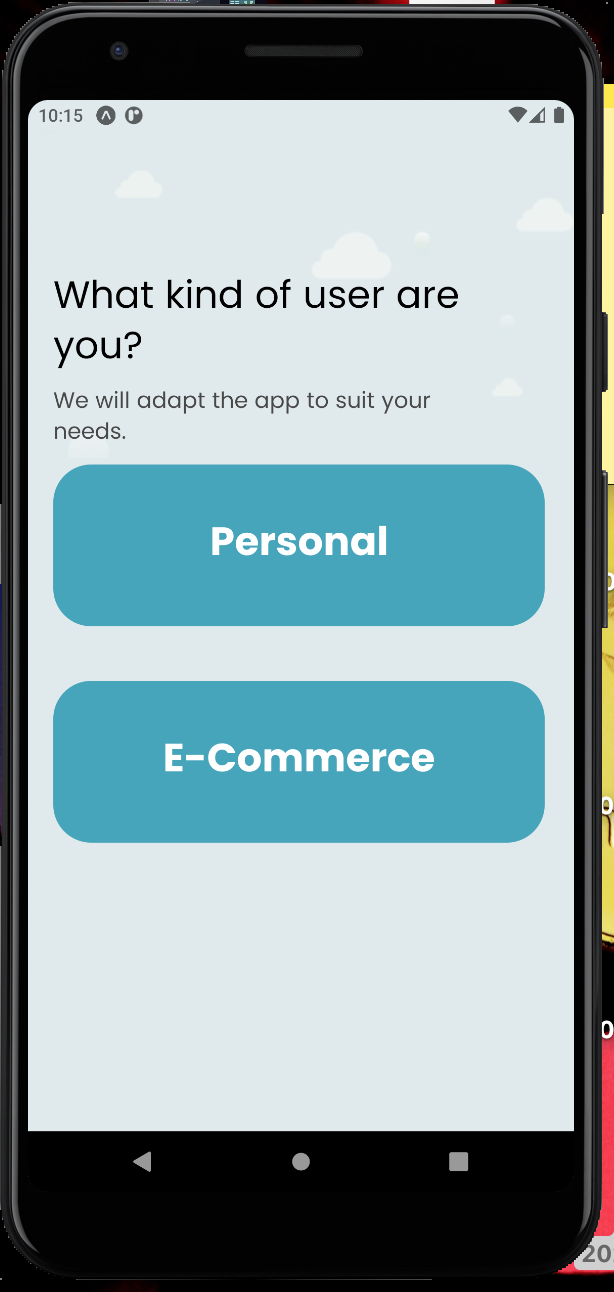 10:15
What kind of user are
you?
We will adapt the app to suit your
needs.
Personal
E-Commerce
20